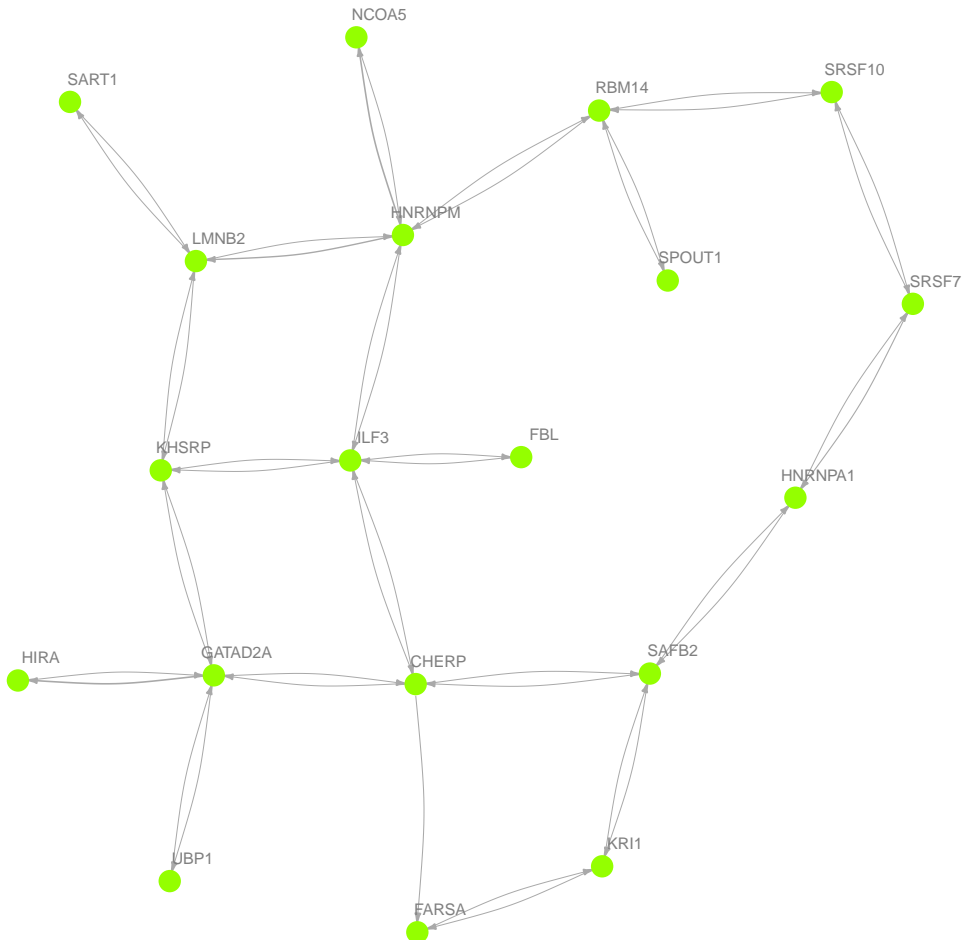 NCOA5
SART1
RBM14
SRSF10
HNRNPM
LMNB2
SPOUT1
SRSF7
KHSRP
ILF3
FBL
HNRNPA1
HIRA
GATAD2A
CHERP
SAFB2
UBP1
KRI1
FARSA